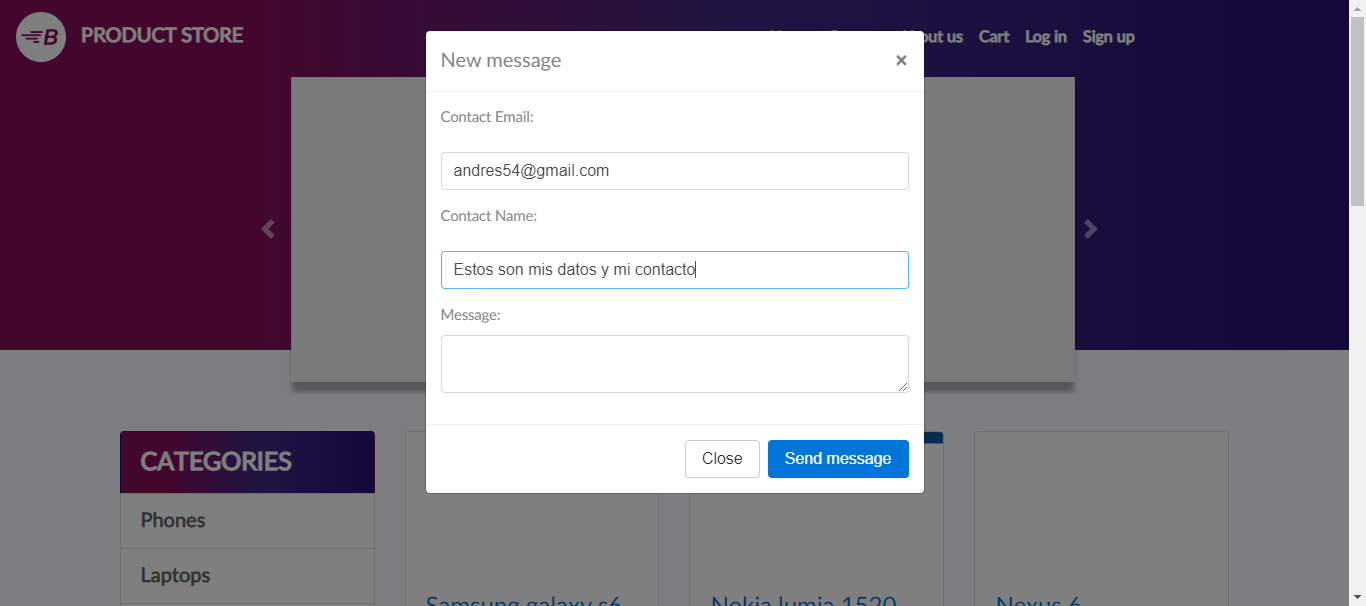 B PRODUCT STORE
out us Cart Log in Sign up
New message ×
Contact Email:
andres54@gmail.com
Contact Name:
Estos son mis datos y mi contacto
Message:
Close Send message
CATEGORIES
Phones
Laptops
Samsung galaxy s6
Nokia lumia 1520
Nexus 6